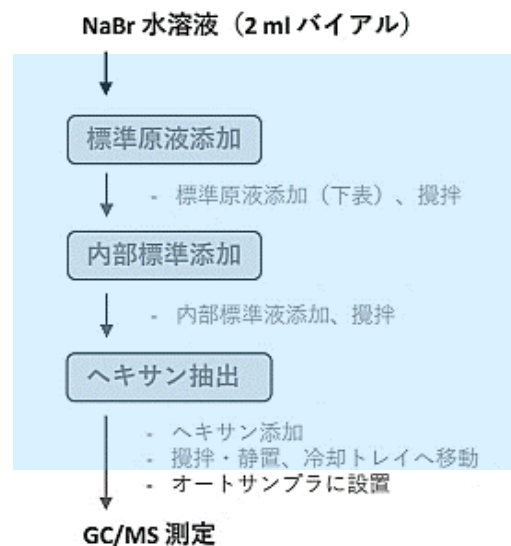 NaBr 水溶液（2 ml バイアル）
標準原液添加
- 標準原液添加（下表）、攪拌
内部標準添加
- 内部標準液添加、攪拌
ヘキサン抽出
- ヘキサン添加
- 攪拌・静置、冷却トレイへ移動
- オートサンプラに設置
GC/MS 測定